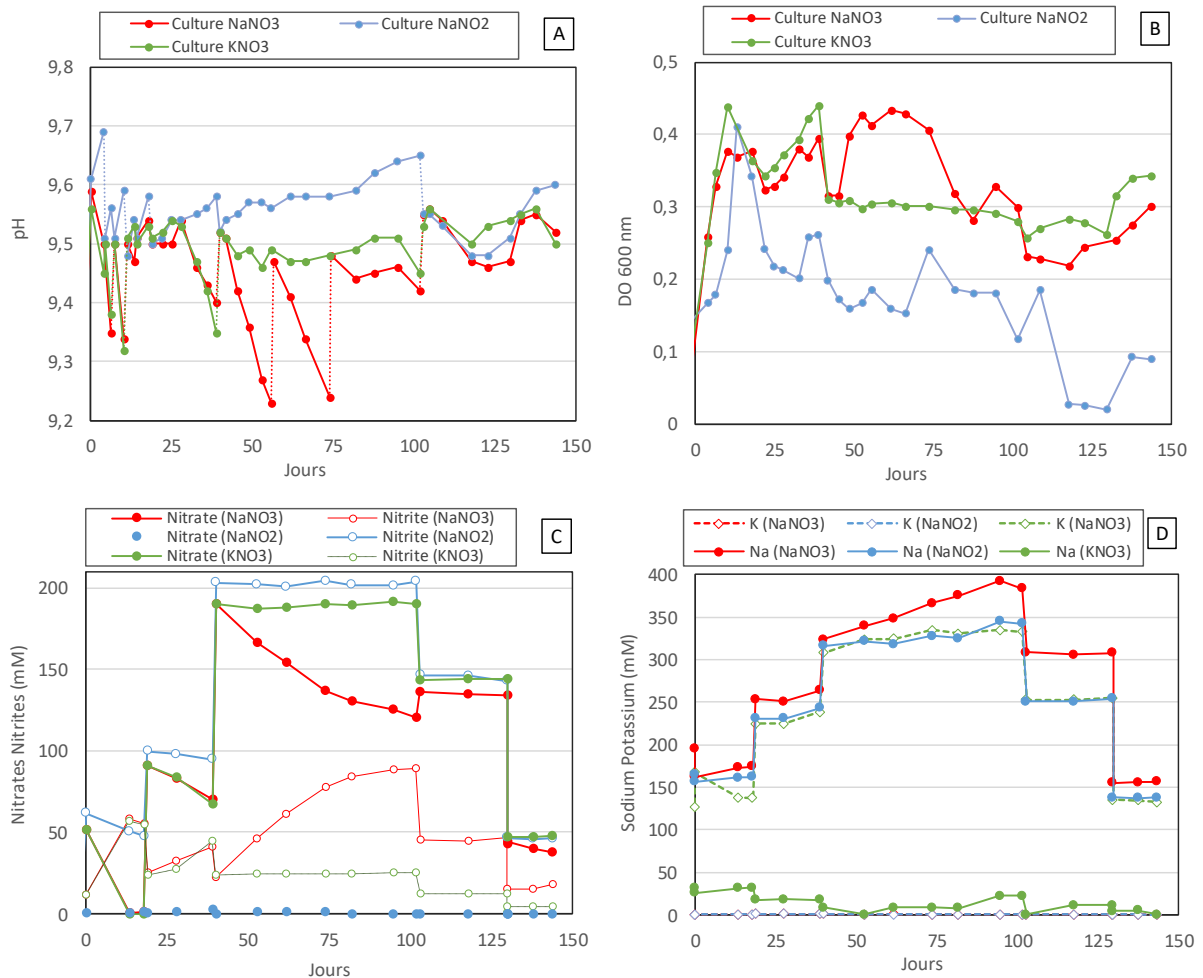 Culture NaNO3 Culture NaNO2
Culture KNO3
A
9,8
9,7
9,6
9,5
9,4
9,3
9,2
pH
0 25 50 75 100 125 150
Jours
Culture NaNO3 Culture NaNO2
Culture KNO3
B
0,5
0,4
0,3
0,2
0,1
0
DO 600 nm
0 25 50 75 100 125 150
Jours
Nitrate (NaNO3) Nitrite (NaNO3)
Nitrate (NaNO2) Nitrite (NaNO2)
Nitrate (KNO3) Nitrite (KNO3)
C
200
150
100
50
0
Nitrates Nitrites (mM)
0 25 50 75 100 125 150
Jours
K (NaNO3) K (NaNO2) K (NaNO3)
Na (NaNO3) Na (NaNO2) Na (KNO3)
D
400
350
300
250
200
150
100
50
0
Sodium Potassium (mM)
0 25 50 75 100 125 150
Jours